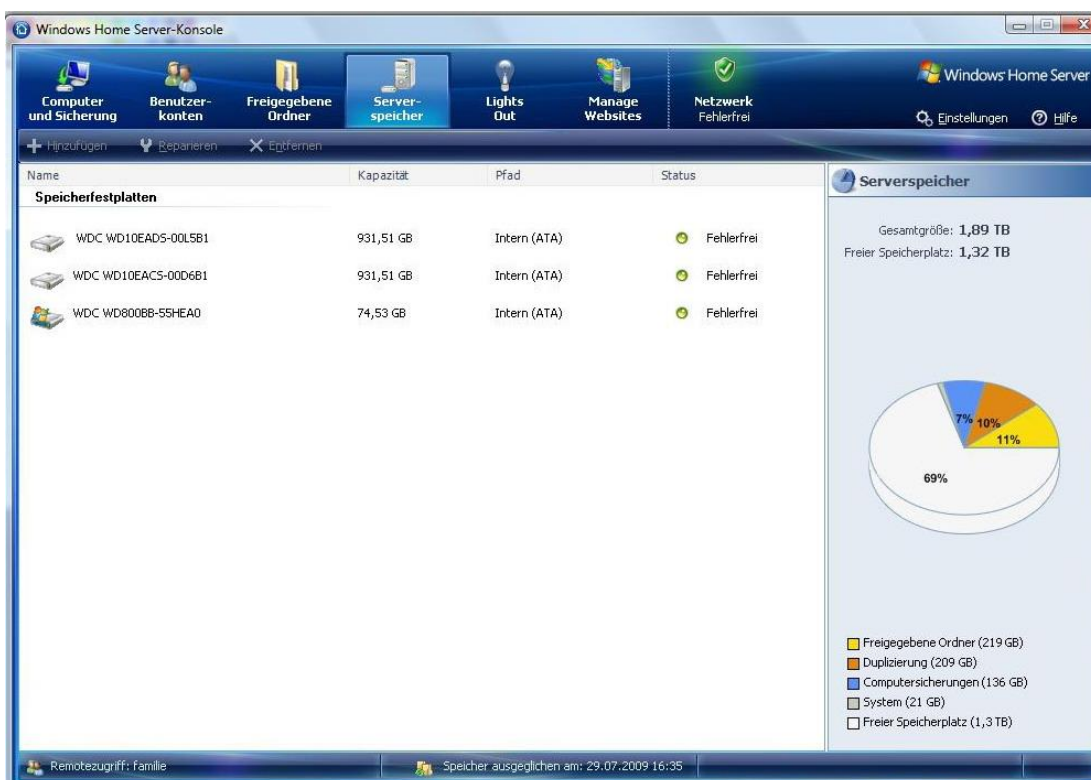 Windows Home Server-Konsole
Computer und Sicherung
Benutzer-konten
Freigegebene Ordner
Server-speicher
Lights Out
Manage Websites
Netzwerk Fehlerfrei
Windows Home Server
Einstellungen
Hilfe
Hinzufügen
Reparieren
Entfernen
Name Kapazität Pfad Status
Speicherfestplatten
WDC WD10EADS-00L5B1 931,51 GB Intern (ATA) Fehlerfrei
WDC WD10EACS-00D6B1 931,51 GB Intern (ATA) Fehlerfrei
WDC WD800BB-55HEA0 74,53 GB Intern (ATA) Fehlerfrei
Serverspeicher
Gesamtgröße: 1,89 TB
Freier Speicherplatz: 1,32 TB
7%
10%
11%
69%
Freigegebene Ordner (219 GB)
Duplizierung (209 GB)
Computersicherungen (136 GB)
System (21 GB)
Freier Speicherplatz (1,3 TB)
Remotezugriff: familie
Speicher ausgeglichen am: 29.07.2009 16:35